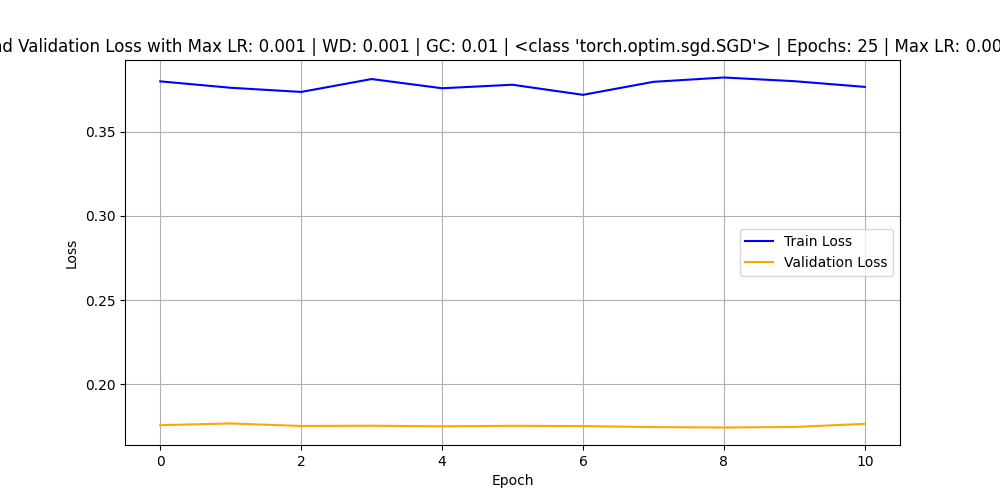 d Validation Loss with Max LR: 0.001 | WD: 0.001 | GC: 0.01 | <class 'torch.optim.sgd.SGD'> | Epochs: 25 | Max LR: 0.00
0.35
0.30
0.25
0.20
Loss
Train Loss
Validation Loss
0 2 4 6 8 10
Epoch